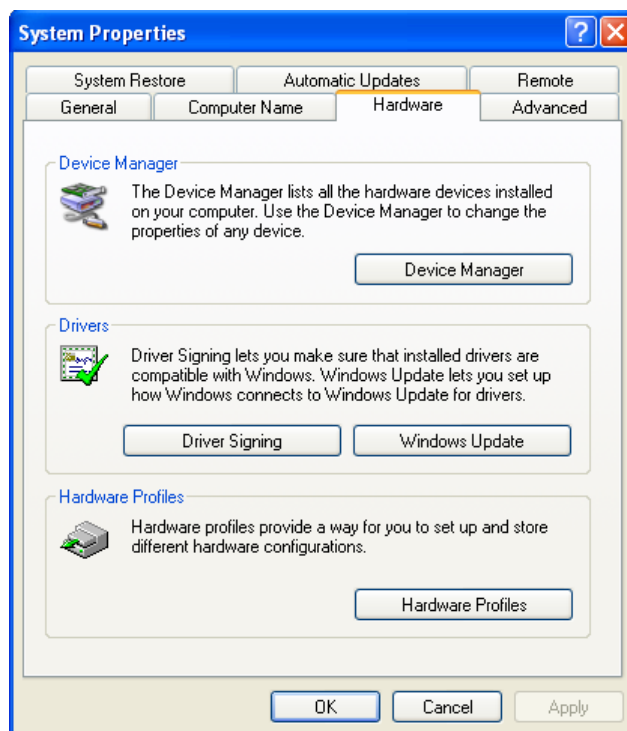 System Properties
System Restore Automatic Updates Remote
General Computer Name Hardware Advanced
Device Manager
The Device Manager lists all the hardware devices installed
on your computer. Use the Device Manager to change the
properties of any device.
Device Manager
Drivers
Driver Signing lets you make sure that installed drivers are
compatible with Windows. Windows Update lets you set up
how Windows connects to Windows Update for drivers.
Driver Signing Windows Update
Hardware Profiles
Hardware profiles provide a way for you to set up and store
different hardware configurations.
Hardware Profiles
OK Cancel Apply